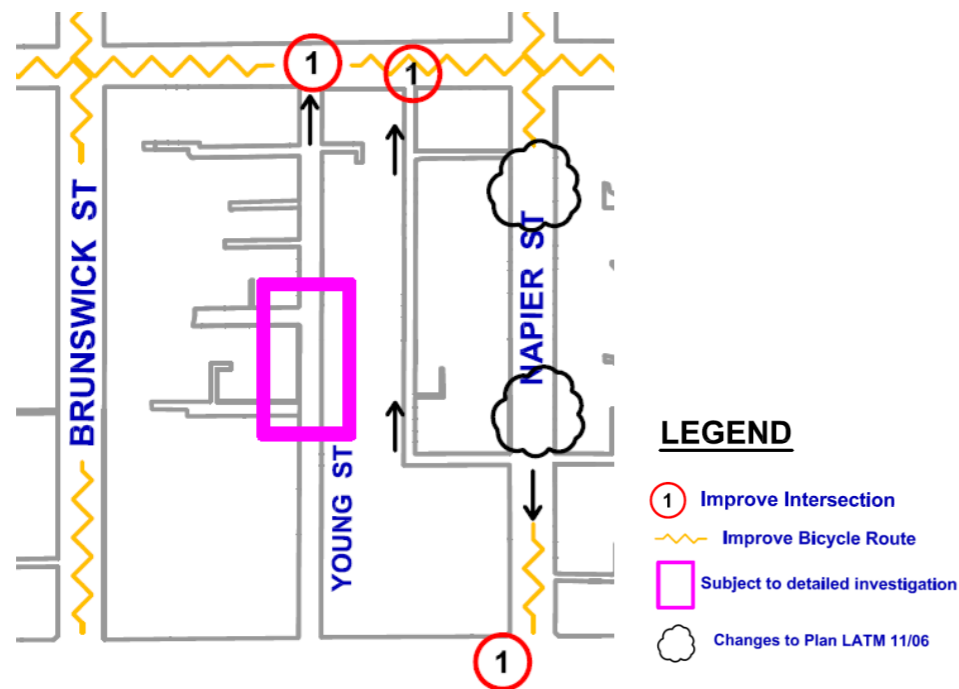 1
1
BRUNSWICK ST
NAPIER ST
YOUNG ST
1
LEGEND
1 Improve Intersection
Improve Bicycle Route
Subject to detailed investigation
Changes to Plan LATM 11/06